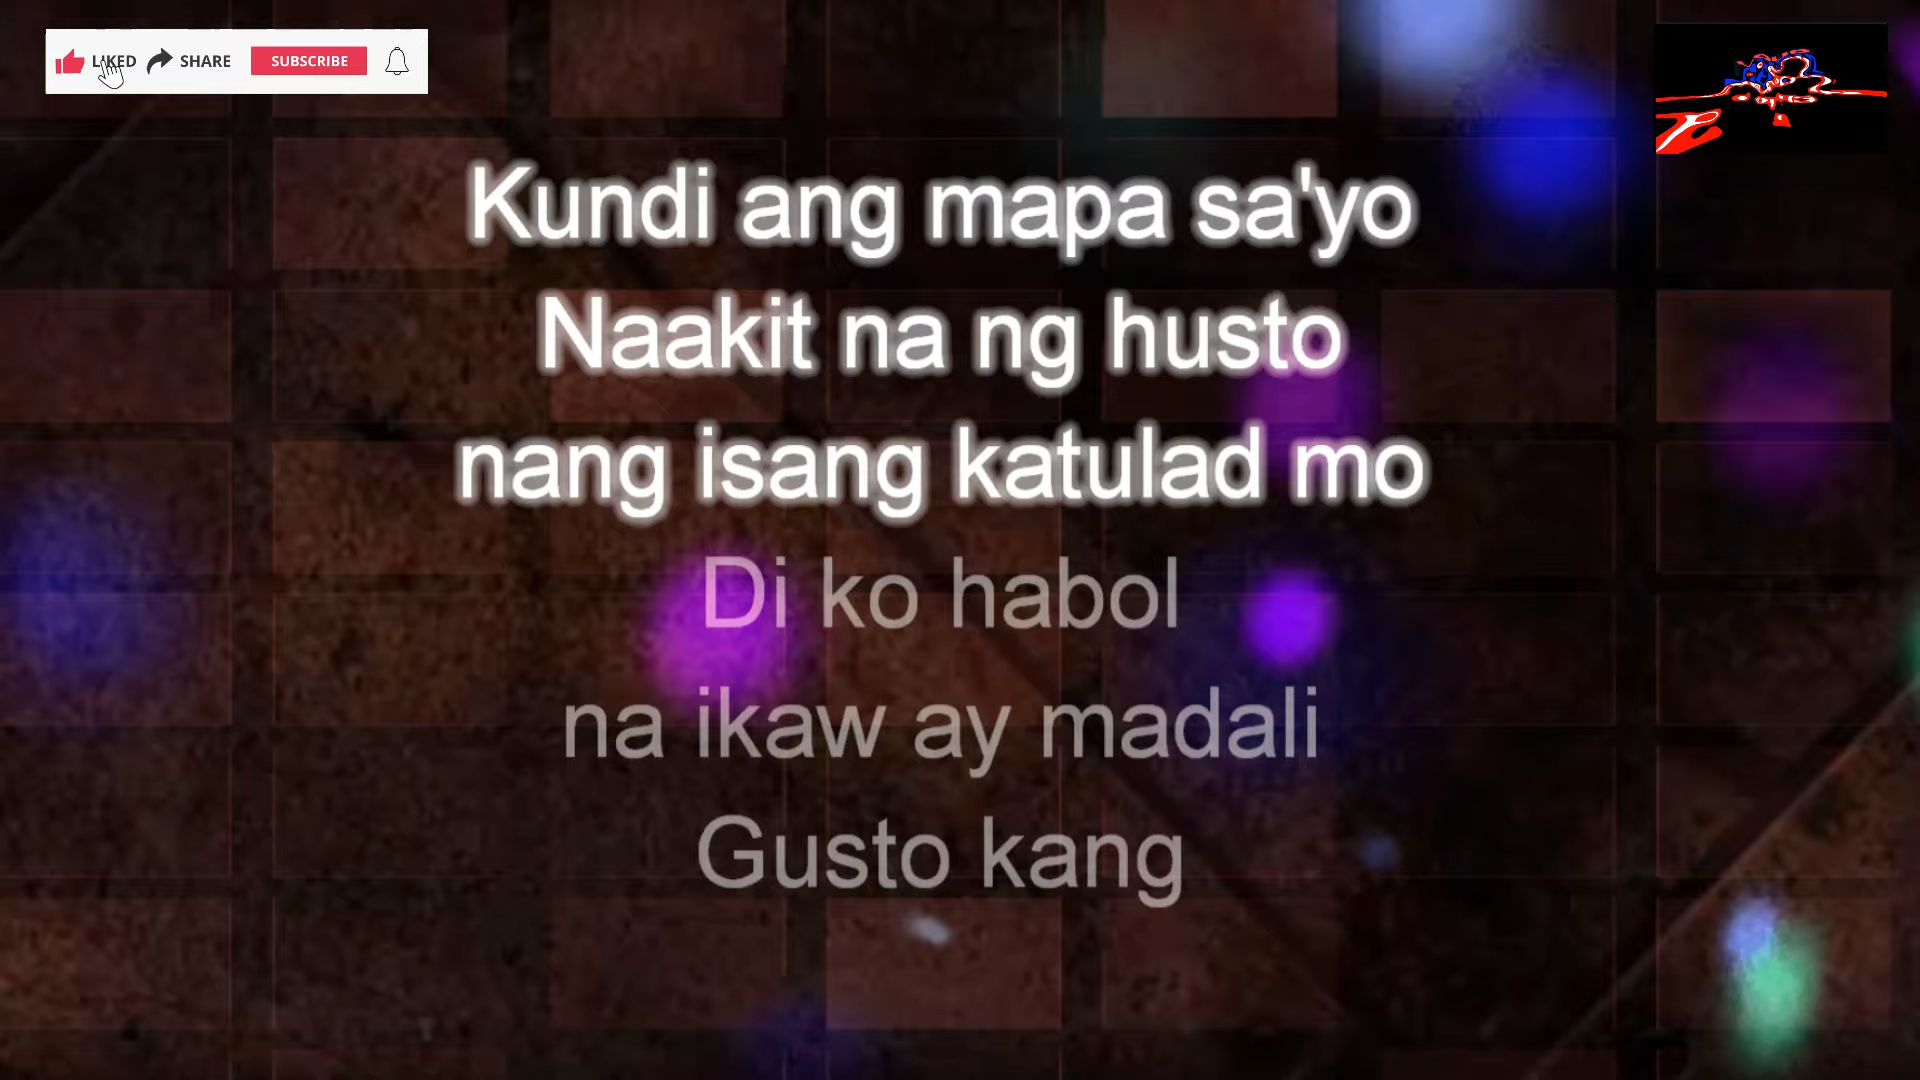 LIKED SHARE SUBSCRIBE
Kundi ang mapa sa'yo
Naakit na ng husto
nang isang katulad mo
Di ko habol
na ikaw ay madali
Gusto kang